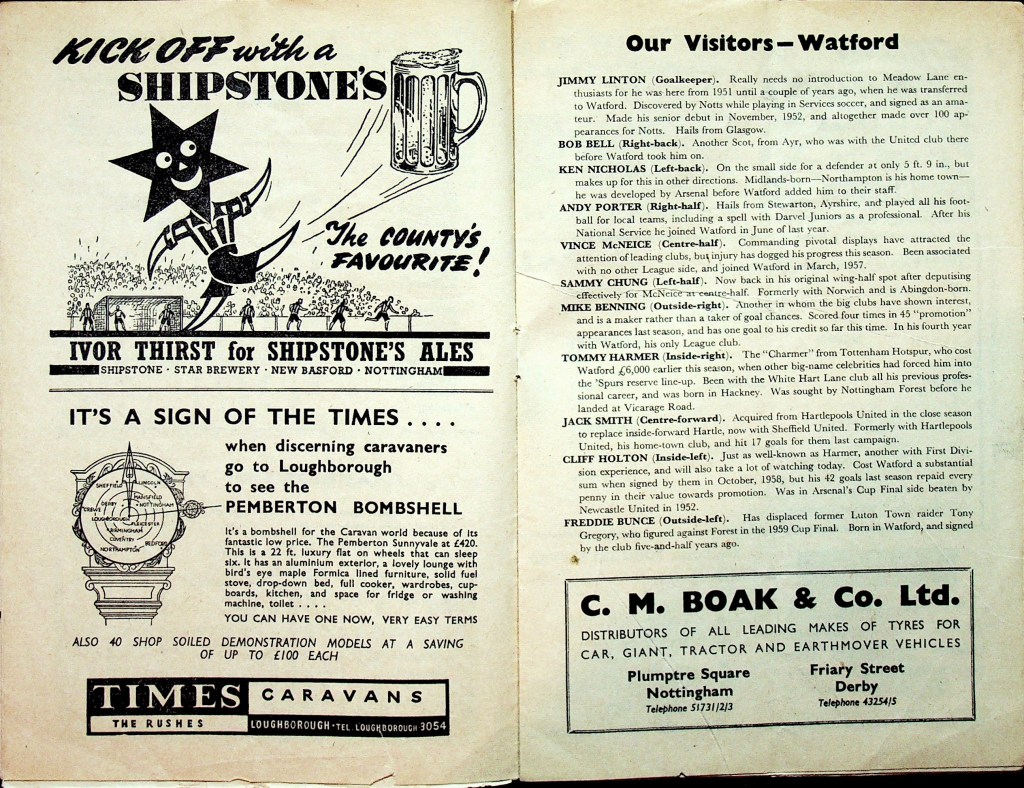 KICK OFF with a
SHIPSTONE'S
The COUNTY'S
FAVOURITE!
IVOR THIRST for SHIPSTONE'S ALES
SHIPSTONE · STAR BREWERY · NEW BASFORD · NOTTINGHAM
IT'S A SIGN OF THE TIMES . . . .
when discerning caravaners
go to Loughborough
to see the
PEMBERTON BOMBSHELL
SHEFFIELD
LINCOLN
MANSFIELD
DERBY
NOTTINGHAM
CREWE
LOUGHBOROUGH
LEICESTER
BIRMINGHAM
COVENTRY
BEDFORD
NORTHAMPTON
It's a bombshell for the Caravan world because of its
fantastic low price. The Pemberton Sunnyvale at £420.
This is a 22 ft. luxury flat on wheels that can sleep
six. It has an aluminium exterior, a lovely lounge with
bird's eye maple Formica lined furniture, solid fuel
stove, drop-down bed, full cooker, wardrobes, cup-
boards, kitchen, and space for fridge or washing
machine, toilet . . . .
YOU CAN HAVE ONE NOW, VERY EASY TERMS
ALSO 40 SHOP SOILED DEMONSTRATION MODELS AT A SAVING
OF UP TO £100 EACH
TIMES CARAVANS
THE RUSHES LOUGHBOROUGH · TEL. LOUGHBOROUGH 3054
Our Visitors—Watford
JIMMY LINTON (Goalkeeper). Really needs no introduction to Meadow Lane en-
thusiasts for he was here from 1951 until a couple of years ago, when he was transferred
to Watford. Discovered by Notts while playing in Services soccer, and signed as an ama-
teur. Made his senior debut in November, 1952, and altogether made over 100 ap-
pearances for Notts. Hails from Glasgow.
BOB BELL (Right-back). Another Scot, from Ayr, who was with the United club there
before Watford took him on.
KEN NICHOLAS (Left-back). On the small side for a defender at only 5 ft. 9 in., but
makes up for this in other directions. Midlands-born—Northampton is his home town—
he was developed by Arsenal before Watford added him to their staff.
ANDY PORTER (Right-half). Hails from Stewarton, Ayrshire, and played all his foot-
ball for local teams, including a spell with Darvel Juniors as a professional. After his
National Service he joined Watford in June of last year.
VINCE McNEICE (Centre-half). Commanding pivotal displays have attracted the
attention of leading clubs, but injury has dogged his progress this season. Been associated
with no other League side, and joined Watford in March, 1957.
SAMMY CHUNG (Left-half). Now back in his original wing-half spot after deputising
effectively for McNeice at centre-half. Formerly with Norwich and is Abingdon-born.
MIKE BENNING (Outside-right). Another in whom the big clubs have shown interest,
and is a maker rather than a taker of goal chances. Scored four times in 45 "promotion"
appearances last season, and has one goal to his credit so far this time. In his fourth year
with Watford, his only League club.
TOMMY HARMER (Inside-right). The "Charmer" from Tottenham Hotspur, who cost
Watford £6,000 earlier this season, when other big-name celebrities had forced him into
the 'Spurs reserve line-up. Been with the White Hart Lane club all his previous profes-
sional career, and was born in Hackney. Was sought by Nottingham Forest before he
landed at Vicarage Road.
JACK SMITH (Centre-forward). Acquired from Hartlepools United in the close season
to replace inside-forward Hartle, now with Sheffield United. Formerly with Hartlepools
United, his home-town club, and hit 17 goals for them last campaign.
CLIFF HOLTON (Inside-left). Just as well-known as Harmer, another with First Divi-
sion experience, and will also take a lot of watching today. Cost Watford a substantial
sum when signed by them in October, 1958, but his 42 goals last season repaid every
penny in their value towards promotion. Was in Arsenal's Cup Final side beaten by
Newcastle United in 1952.
FREDDIE BUNCE (Outside-left). Has displaced former Luton Town raider Tony
Gregory, who figured against Forest in the 1959 Cup Final. Born in Watford, and signed
by the club five-and-half years ago.
C. M. BOAK & Co. Ltd.
DISTRIBUTORS OF ALL LEADING MAKES OF TYRES FOR
CAR, GIANT, TRACTOR AND EARTHMOVER VEHICLES
Plumptre Square
Nottingham
Telephone 51731/2/3
Friary Street
Derby
Telephone 43254/5